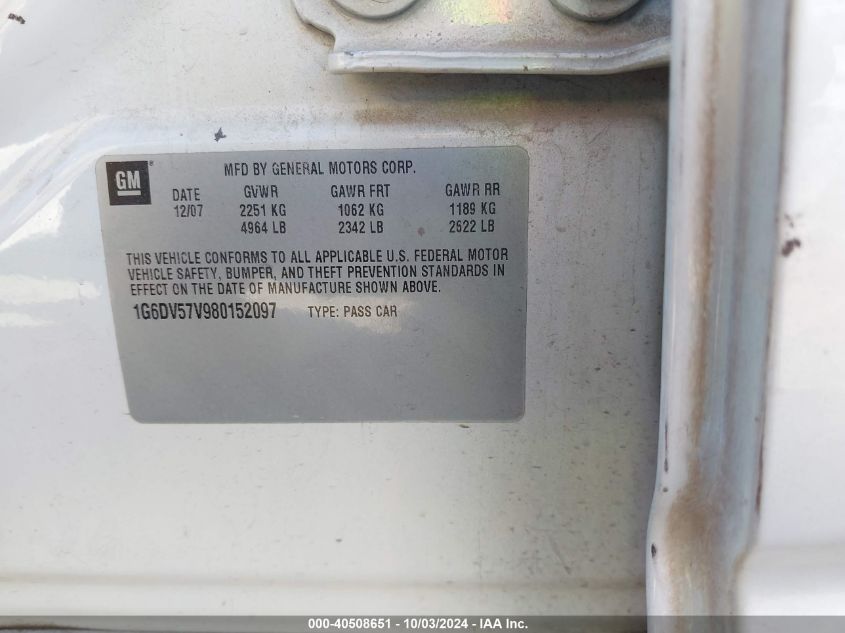 GM
MFD BY GENERAL MOTORS CORP.
DATE GVWR GAWR FRT GAWR RR
12/07 2251 KG 1062 KG 1189 KG
4964 LB 2342 LB 2622 LB
THIS VEHICLE CONFORMS TO ALL APPLICABLE U.S. FEDERAL MOTOR
VEHICLE SAFETY, BUMPER, AND THEFT PREVENTION STANDARDS IN
EFFECT ON THE DATE OF MANUFACTURE SHOWN ABOVE.
1G6DV57V980152097 TYPE: PASS CAR
000-40508651 - 10/03/2024 - IAA Inc.